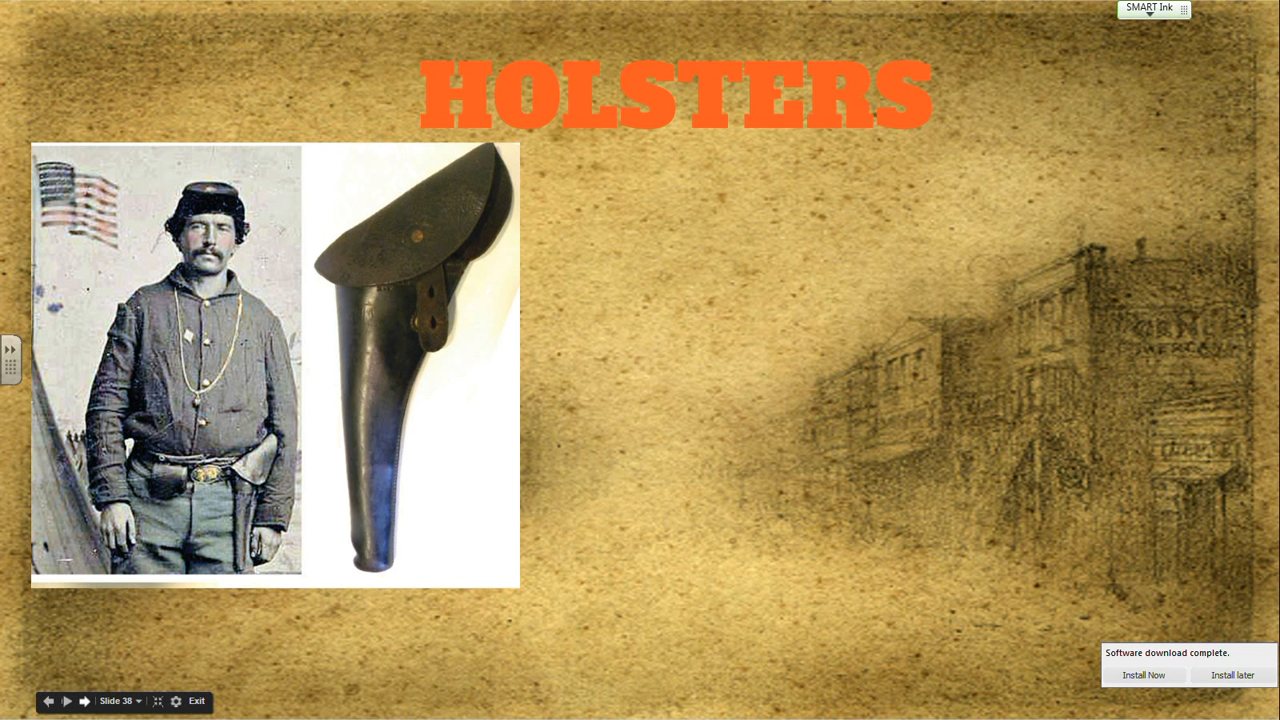 SMART Ink
HOLSTERS
Software download complete.
Install Now
Install later
Slide 38
Exit